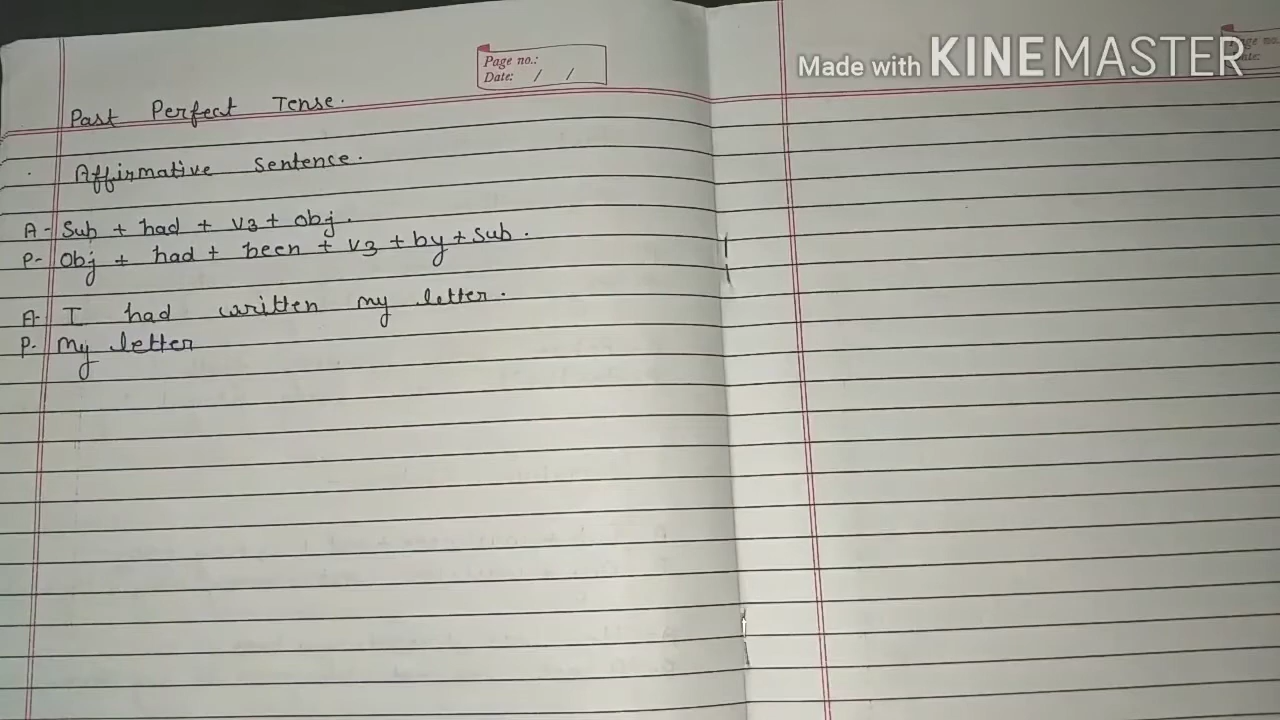 Made with KINEMASTER
Page no.:
Date: / /
Past Perfect Tense.
Affirmative Sentence.
A- Sub + had + V3 + obj.
P- Obj + had + been + V3 + by + sub.
A- I had written my letter.
P- My letter